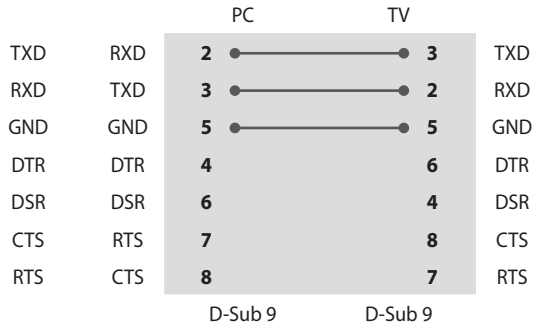 PC TV
TXD RXD 2 3 TXD
RXD TXD 3 2 RXD
GND GND 5 5 GND
DTR DTR 4 6 DTR
DSR DSR 6 4 DSR
CTS RTS 7 8 CTS
RTS CTS 8 7 RTS
D-Sub 9 D-Sub 9